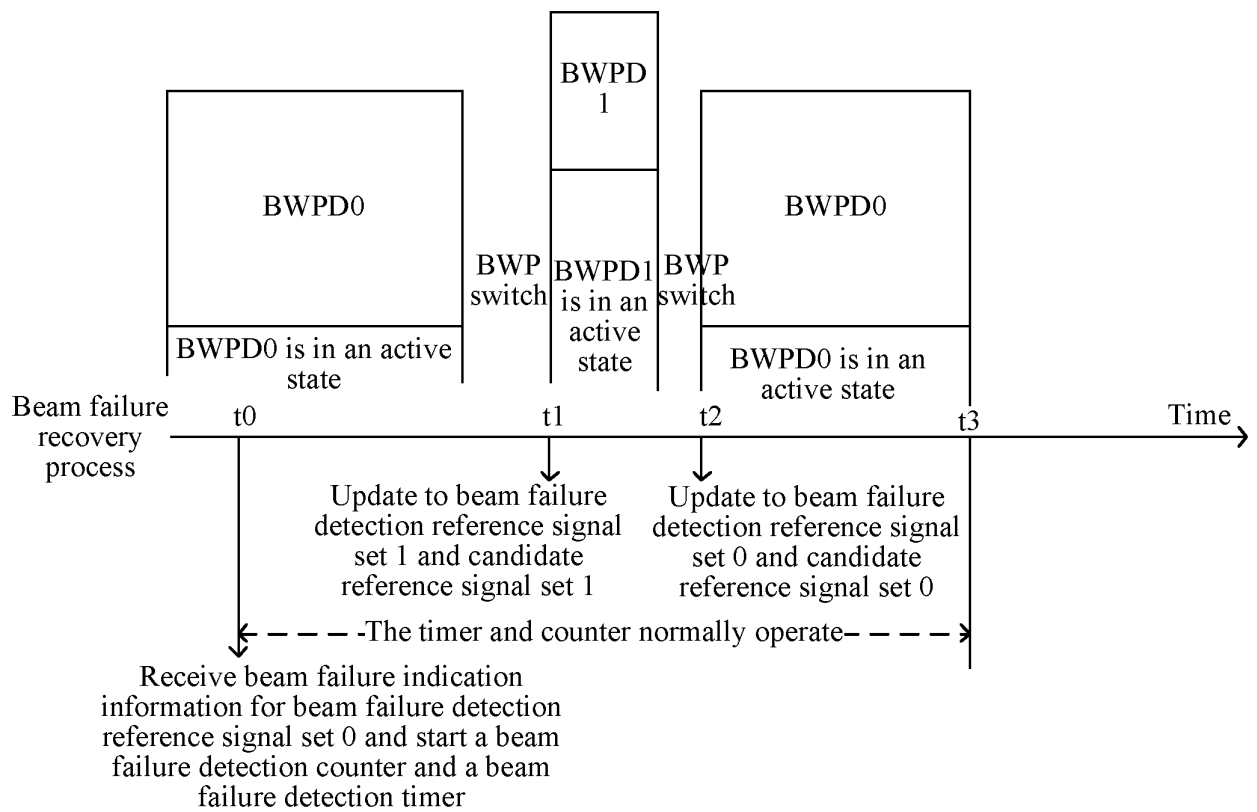 BWPD
1
BWPD0
BWPD0
BWP
switch
BWPD1
is in an
active
state
BWP
switch
BWPD0 is in an active
state
BWPD0 is in an
active state
Beam failure
recovery
process
t0
t1
t2
t3
Time
Update to beam failure
detection reference signal
set 1 and candidate
reference signal set 1
Update to beam failure
detection reference signal
set 0 and candidate
reference signal set 0
The timer and counter normally operate
Receive beam failure indication
information for beam failure detection
reference signal set 0 and start a beam
failure detection counter and a beam
failure detection timer